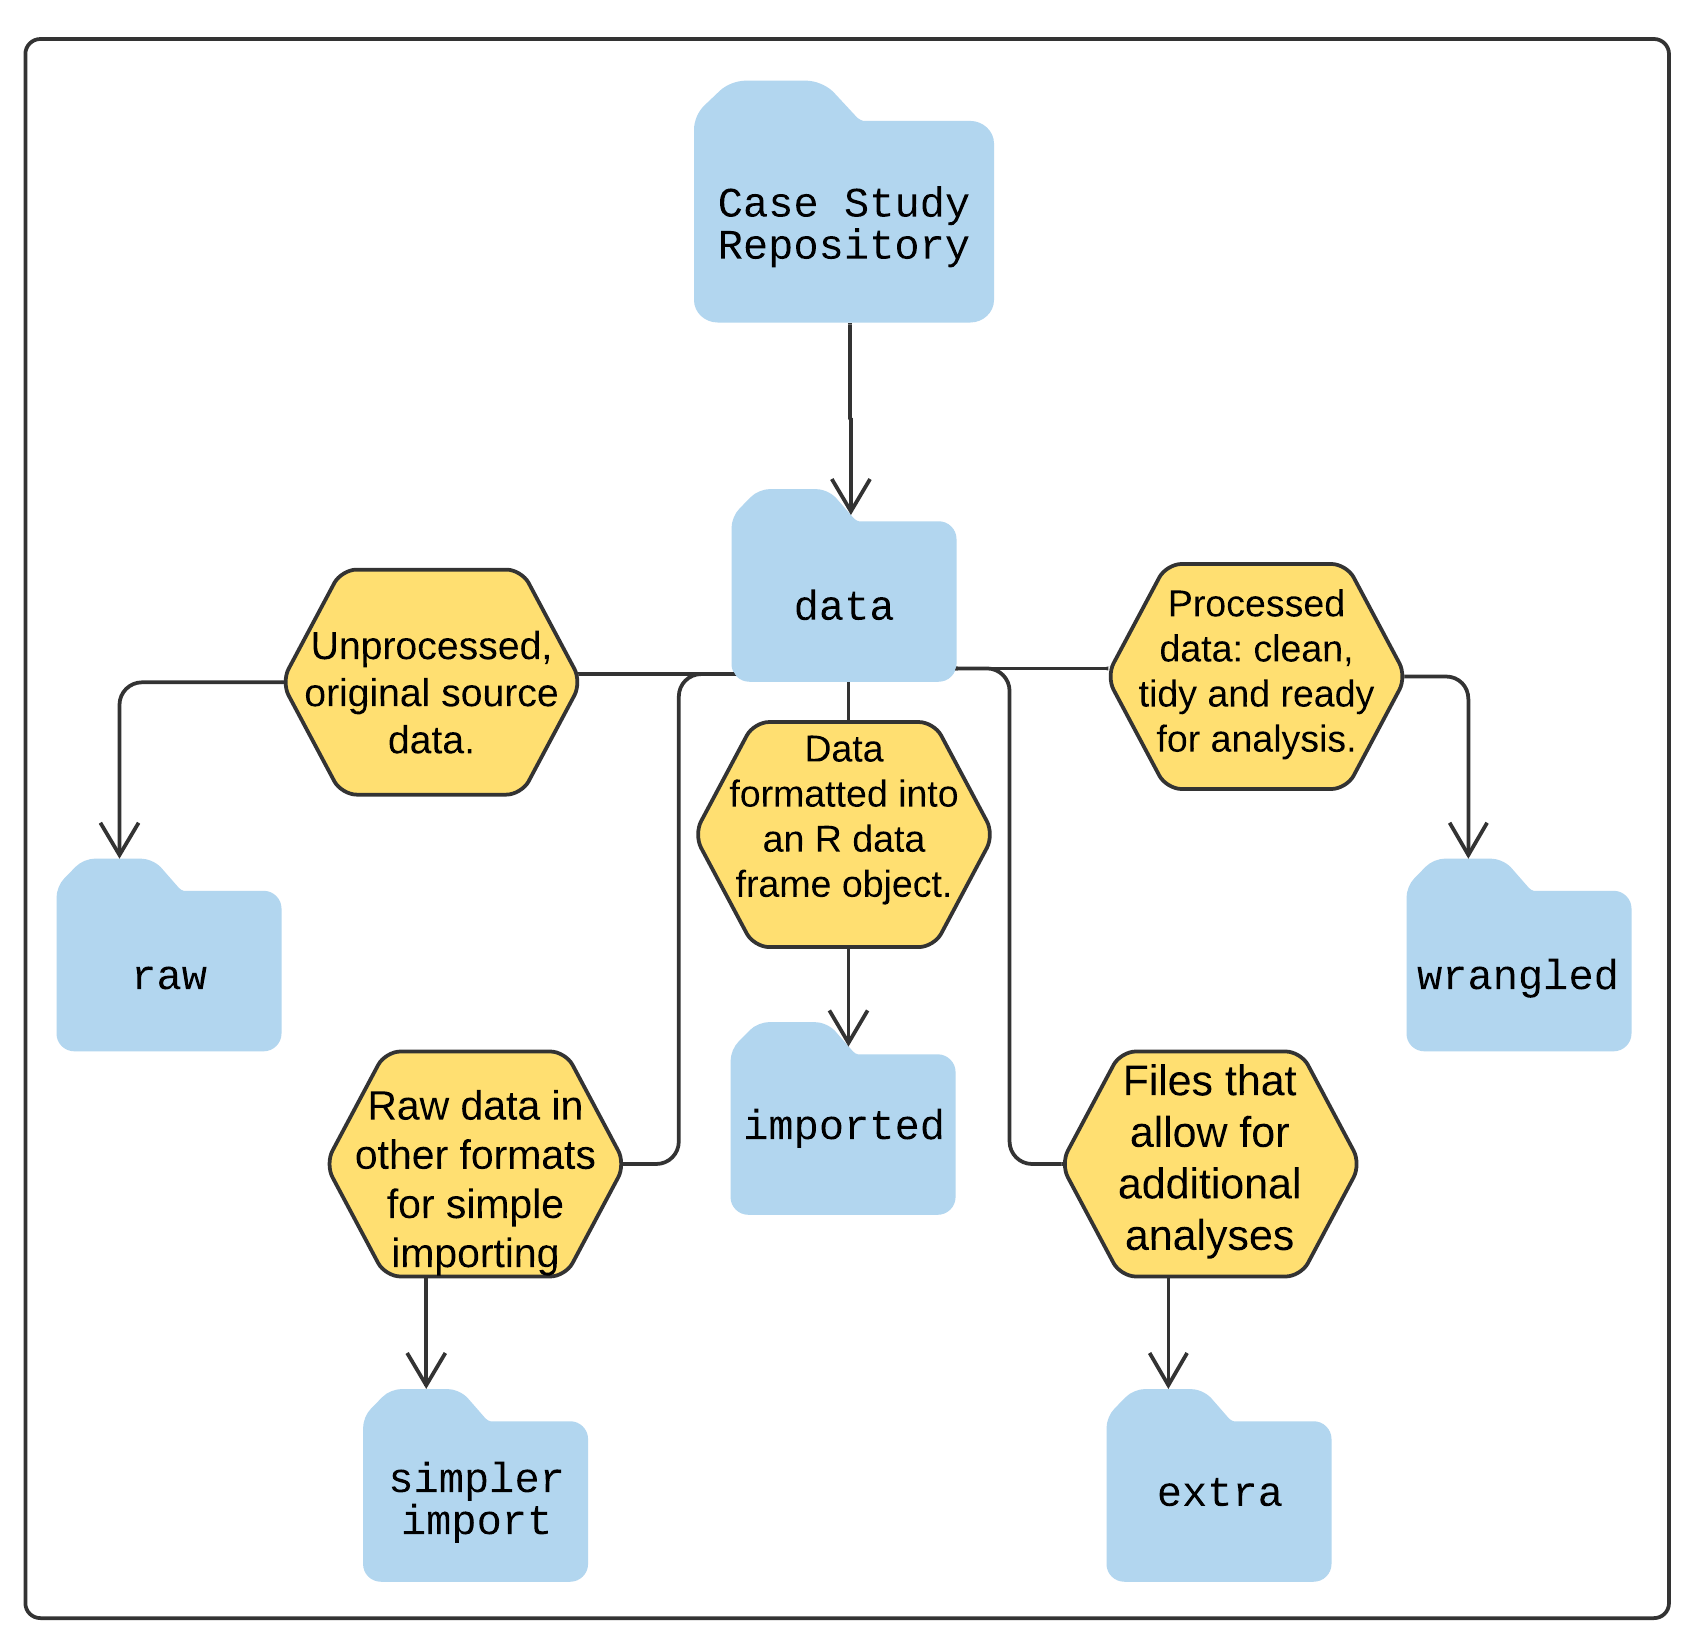 Case Study
Repository
data
Unprocessed,
original source
data.
Data
formatted into
an R data
frame object.
Processed
data: clean,
tidy and ready
for analysis.
raw
imported
wrangled
Raw data in
other formats
for simple
importing
Files that
allow for
additional
analyses
simpler
import
extra